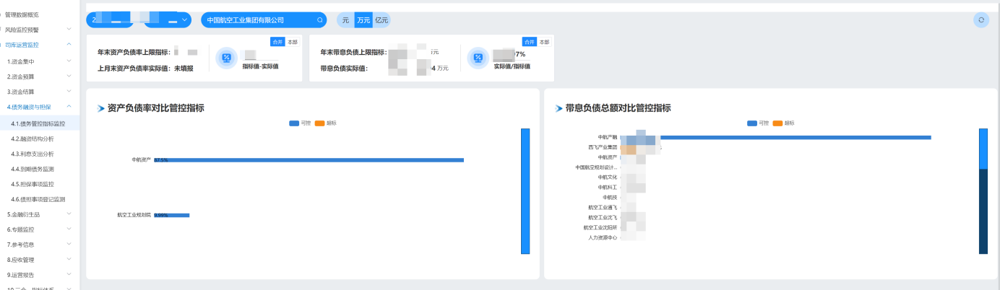 管理数据概览
风险监控预警
司库运营监控
1.资金集中
2.资金预算
3.资金结算
4.债务融资与担保
4.1.债务管控指标监控
4.2.融资结构分析
4.3.利息支出分析
4.4.到期债务监测
4.5.担保事项监控
4.6.债担事项登记监测
5.金融衍生品
6.专题监控
7.参考信息
8.应收管理
9.运营报告
2
中国航空工业集团有限公司
元 万元 亿元
合并 本部
年末资产负债率上限指标：
上月末资产负债率实际值：未填报
指标值-实际值
合并 本部
年末带息负债上限指标： 万元
带息负债实际值： 4 万元
7%
实际值/指标值
资产负债率对比管控指标
可控 超标
中航资产 87.5%
航空工业规划院 9.99%
带息负债总额对比管控指标
可控 超标
中航产融
西飞产业集团
中航资产
中国航空规划设计...
中航文化
中航科工
中航技
航空工业通飞
航空工业沈飞
航空工业沈阳所
人力资源中心